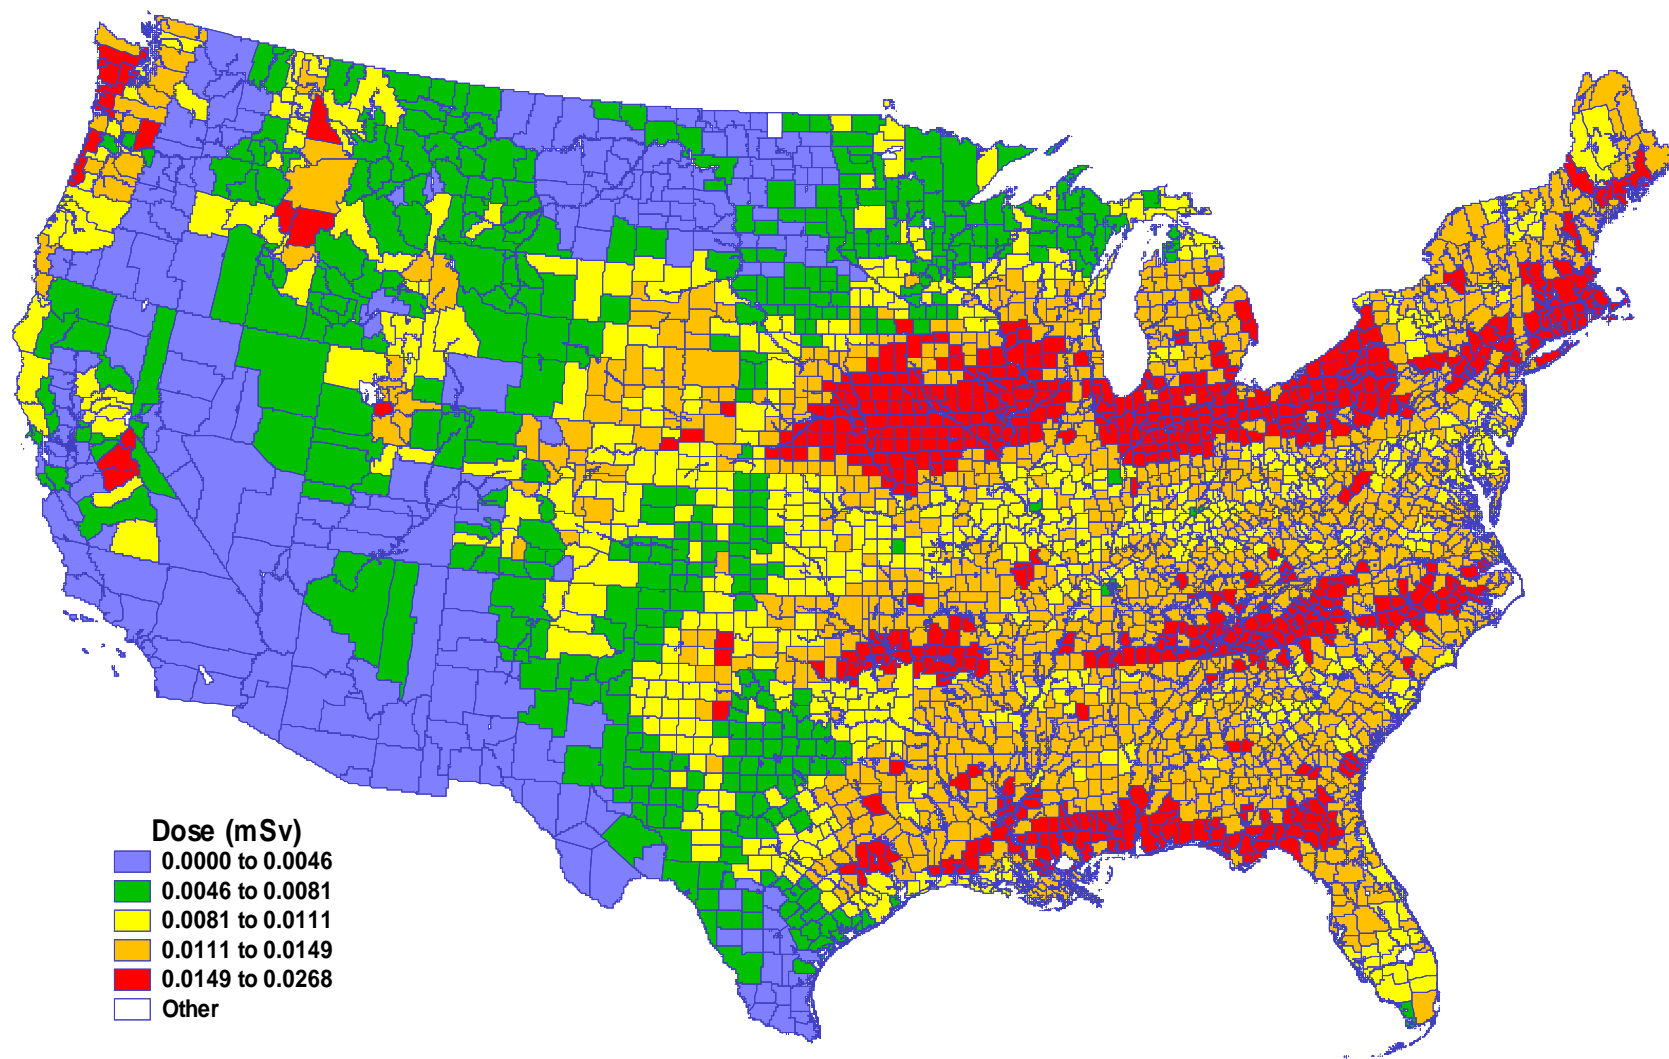 Dose (mSv)
0.0000 to 0.0046
0.0046 to 0.0081
0.0081 to 0.0111
0.0111 to 0.0149
0.0149 to 0.0268
Other